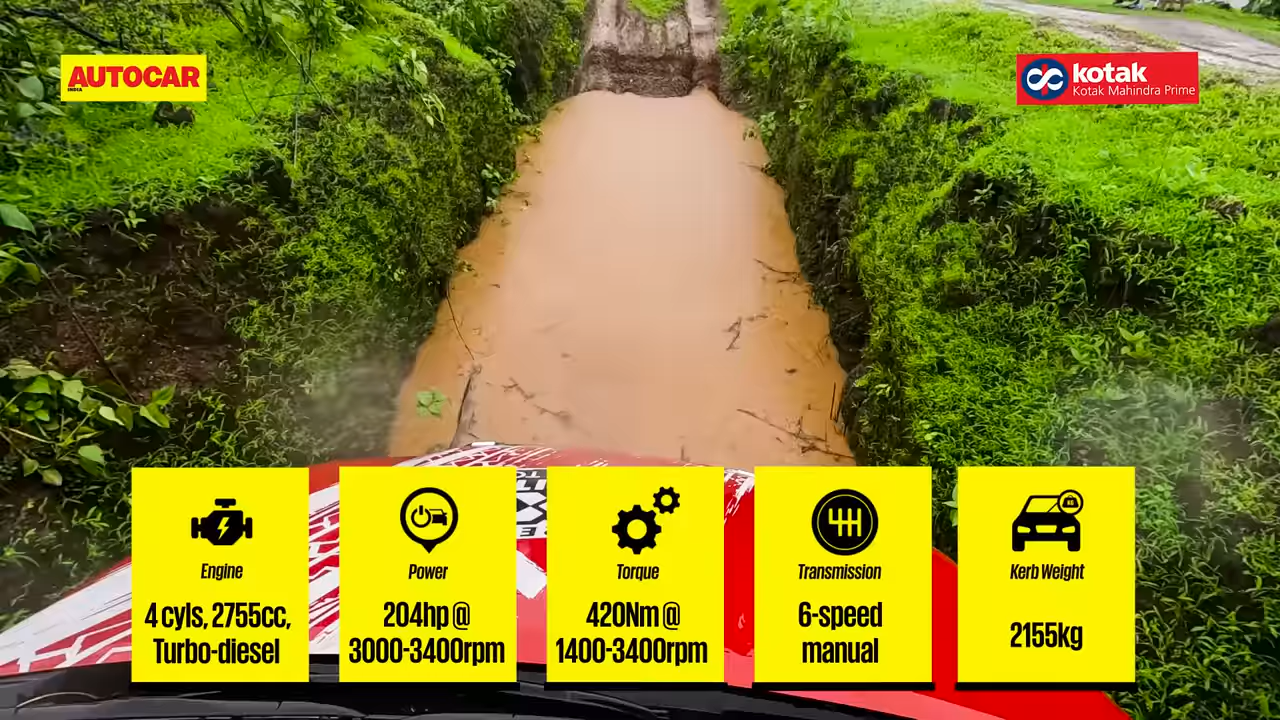 AUTOCAR
INDIA
kotak
Kotak Mahindra Prime
Engine
4 cyls, 2755cc,
Turbo-diesel
Power
204hp @
3000-3400rpm
Torque
420Nm @
1400-3400rpm
Transmission
6-speed
manual
Kerb Weight
2155kg